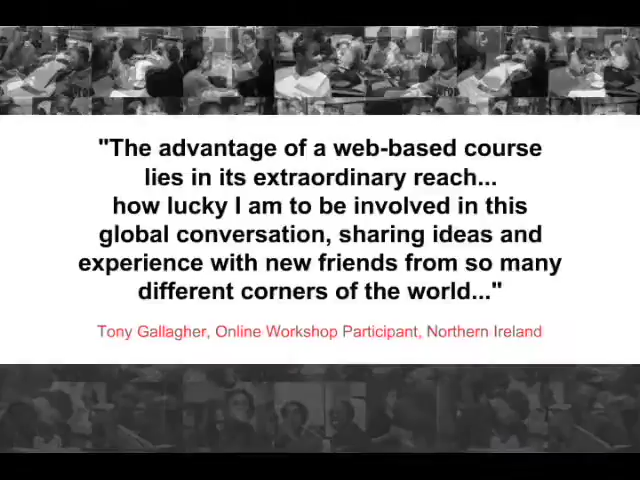 "The advantage of a web-based course
lies in its extraordinary reach...
how lucky I am to be involved in this
global conversation, sharing ideas and
experience with new friends from so many
different corners of the world..."
Tony Gallagher, Online Workshop Participant, Northern Ireland